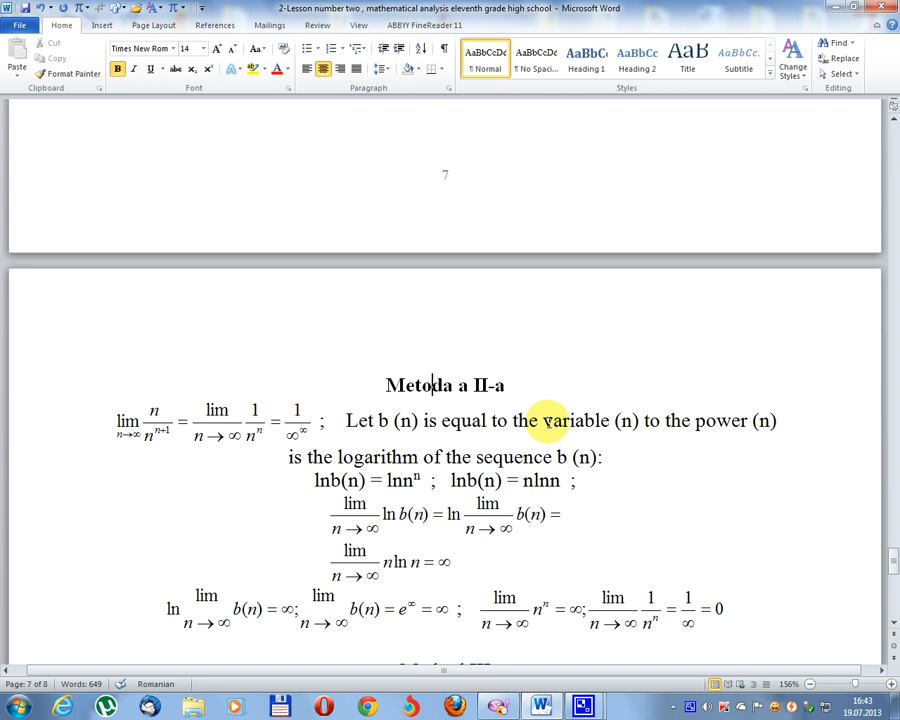 2-Lesson number two , mathematical analysis eleventh grade high school - Microsoft Word
File Home Insert Page Layout References Mailings Review View ABBYY FineReader 11
Paste
Cut
Copy
Format Painter
Clipboard
Times New Rom 14
Font
Paragraph
AaBbCcDc AaBbCcDc AaBbCc AaBbCc AaB AaBbCc.
¶ Normal ¶ No Spaci... Heading 1 Heading 2 Title Subtitle
Styles
Change Styles
Find
Replace
Select
Editing
7
Metoda a II-a
lim n→∞ n/n^(n+1) = lim/(n→∞) 1/n^n = 1/∞^∞ ; Let b (n) is equal to the variable (n) to the power (n)
is the logarithm of the sequence b (n):
lnb(n) = lnnⁿ ; lnb(n) = nlnn ;
lim/(n→∞) ln b(n) = ln lim/(n→∞) b(n) =
lim/(n→∞) n ln n = ∞
ln lim n→∞ b(n) = ∞; lim n→∞ b(n) = e^∞ = ∞ ; lim/(n→∞) n^n = ∞; lim/(n→∞) 1/n^n = 1/∞ = 0
Page: 7 of 8 Words: 649 Romanian 156%
16:43
19.07.2013